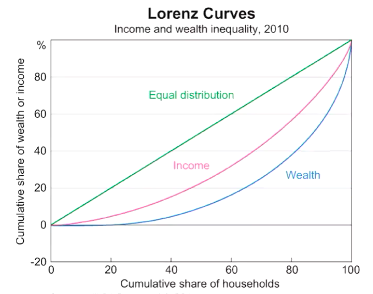 Lorenz Curves
Income and wealth inequality, 2010
%
80
60
40
20
0
-20
Cumulative share of wealth or income
Equal distribution
Income
Wealth
0 20 40 60 80 100
Cumulative share of households